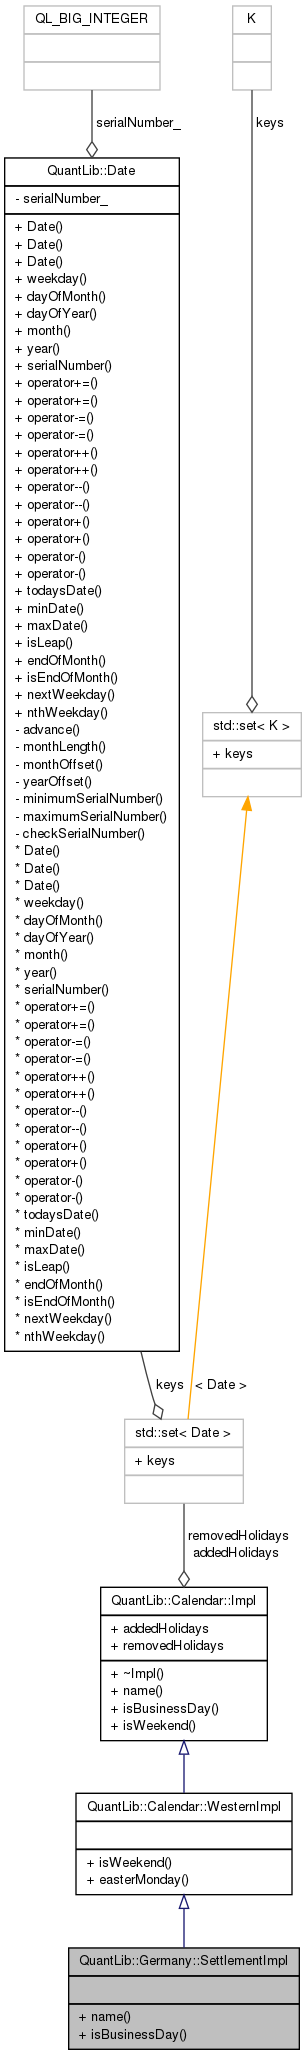 QL_BIG_INTEGER
K
serialNumber_
keys
QuantLib::Date
- serialNumber_
+ Date()
+ Date()
+ Date()
+ weekday()
+ dayOfMonth()
+ dayOfYear()
+ month()
+ year()
+ serialNumber()
+ operator+=()
+ operator+=()
+ operator-=()
+ operator-=()
+ operator++()
+ operator++()
+ operator--()
+ operator--()
+ operator+()
+ operator+()
+ operator-()
+ operator-()
+ todaysDate()
+ minDate()
+ maxDate()
+ isLeap()
+ endOfMonth()
+ isEndOfMonth()
+ nextWeekday()
+ nthWeekday()
- advance()
- monthLength()
- monthOffset()
- yearOffset()
- minimumSerialNumber()
- maximumSerialNumber()
- checkSerialNumber()
* Date()
* Date()
* Date()
* weekday()
* dayOfMonth()
* dayOfYear()
* month()
* year()
* serialNumber()
* operator+=()
* operator+=()
* operator-=()
* operator-=()
* operator++()
* operator++()
* operator--()
* operator--()
* operator+()
* operator+()
* operator-()
* operator-()
* todaysDate()
* minDate()
* maxDate()
* isLeap()
* endOfMonth()
* isEndOfMonth()
* nextWeekday()
* nthWeekday()
std::set< K >
+ keys
keys
< Date >
std::set< Date >
+ keys
removedHolidays
addedHolidays
QuantLib::Calendar::Impl
+ addedHolidays
+ removedHolidays
+ ~Impl()
+ name()
+ isBusinessDay()
+ isWeekend()
QuantLib::Calendar::WesternImpl
+ isWeekend()
+ easterMonday()
QuantLib::Germany::SettlementImpl
+ name()
+ isBusinessDay()